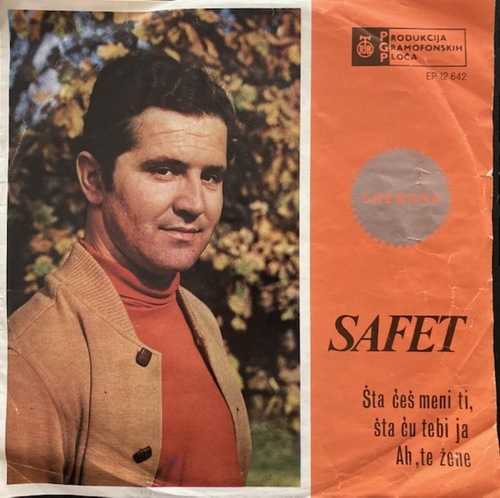 PRODUKCIJA
GRAMOFONSKIH
PLOČA
EP 12 642
SAFET
Šta ćeš meni ti,
šta ću tebi ja
Ah, te žene